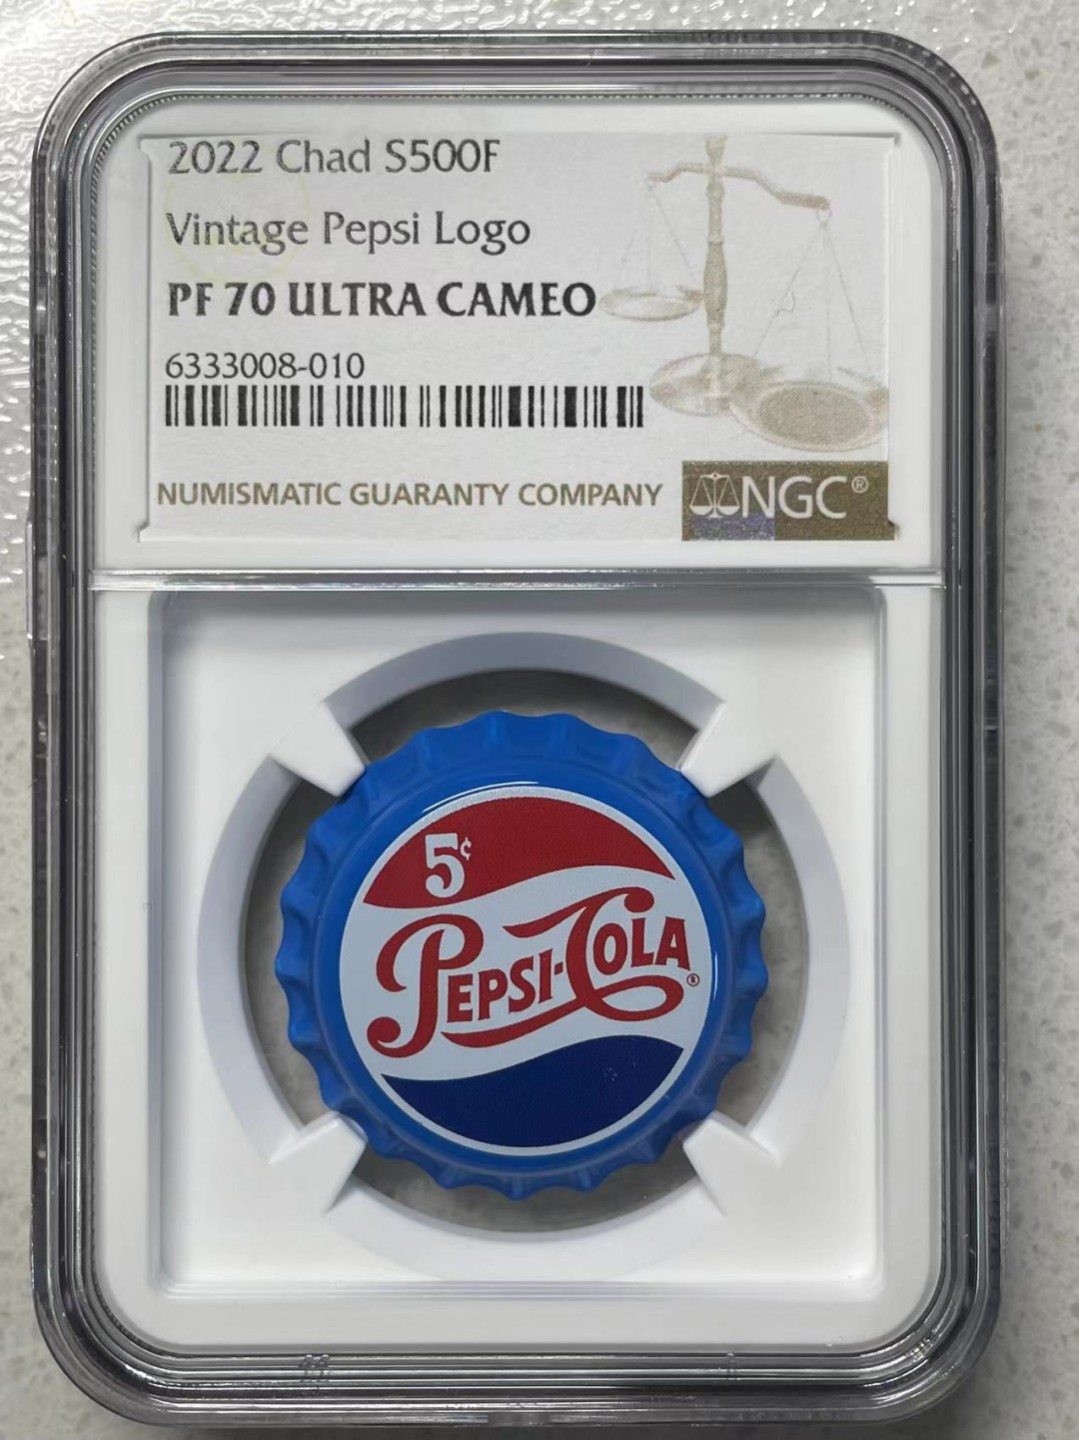 2022 Chad S500F
Vintage Pepsi Logo
PF 70 ULTRA CAMEO
6333008-010
NUMISMATIC GUARANTY COMPANY
NGC®
5¢
PEPSI-COLA®